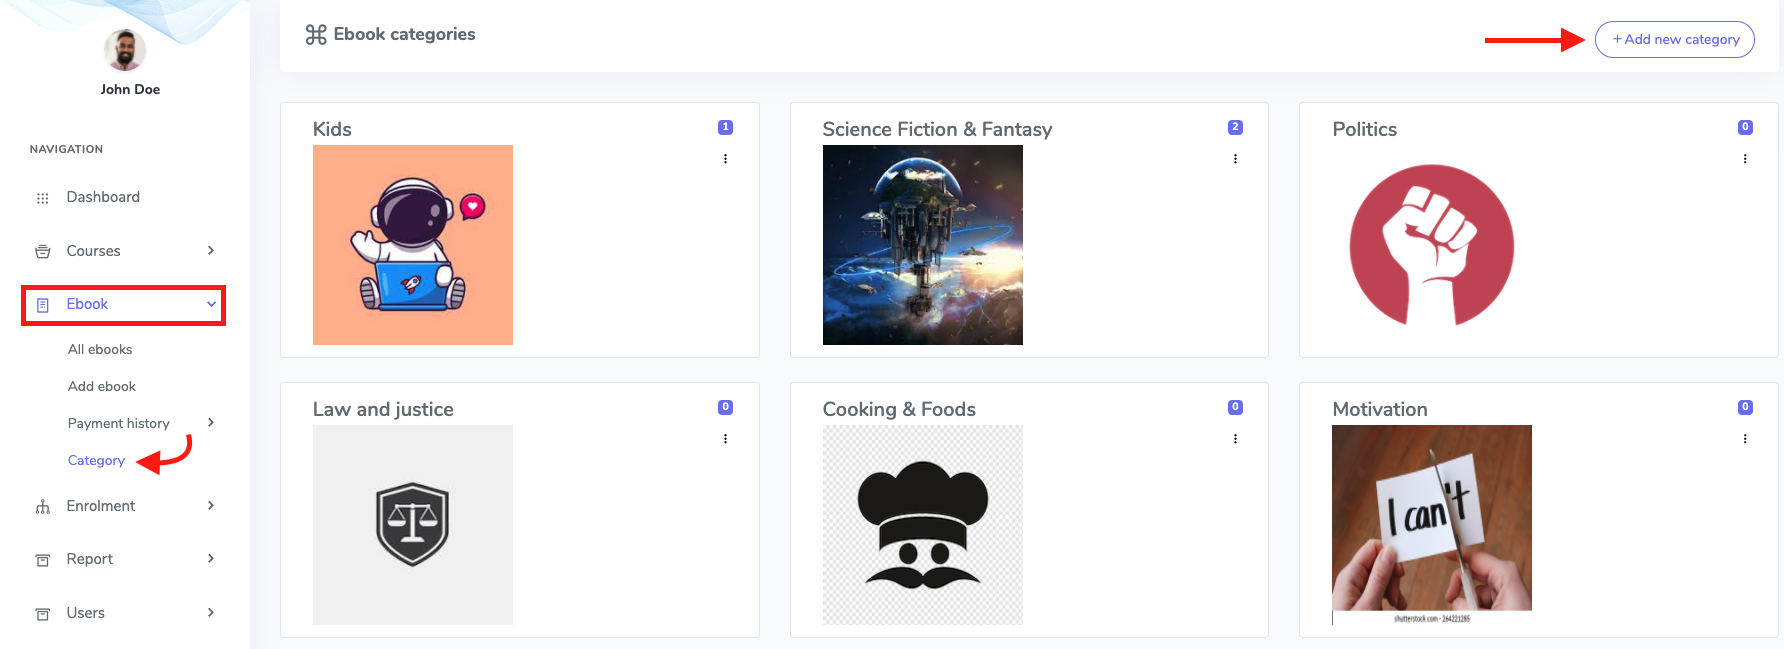 John Doe
NAVIGATION
Dashboard
Courses
Ebook
All ebooks
Add ebook
Payment history
Category
Enrolment
Report
Users
Ebook categories
+ Add new category
Kids
1
Science Fiction & Fantasy
2
Politics
0
Law and justice
0
Cooking & Foods
0
Motivation
0
I can't
shutterstock.com · 264221285